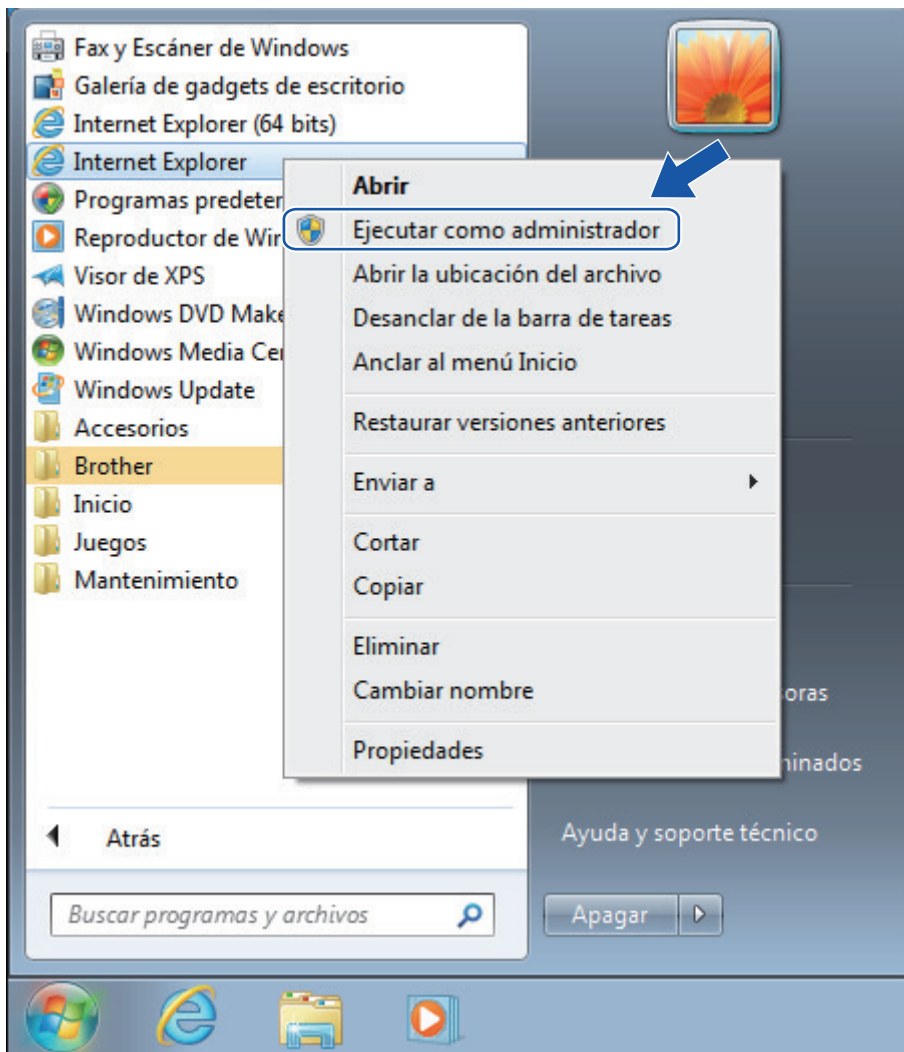 Fax y Escáner de Windows
Galería de gadgets de escritorio
Internet Explorer (64 bits)
Internet Explorer
Programas predeter
Reproductor de Wir
Visor de XPS
Windows DVD Make
Windows Media Cer
Windows Update
Accesorios
Brother
Inicio
Juegos
Mantenimiento
Atrás
Buscar programas y archivos
Abrir
Ejecutar como administrador
Abrir la ubicación del archivo
Desanclar de la barra de tareas
Anclar al menú Inicio
Restaurar versiones anteriores
Enviar a
Cortar
Copiar
Eliminar
Cambiar nombre
Propiedades
oras
ninados
Ayuda y soporte técnico
Apagar